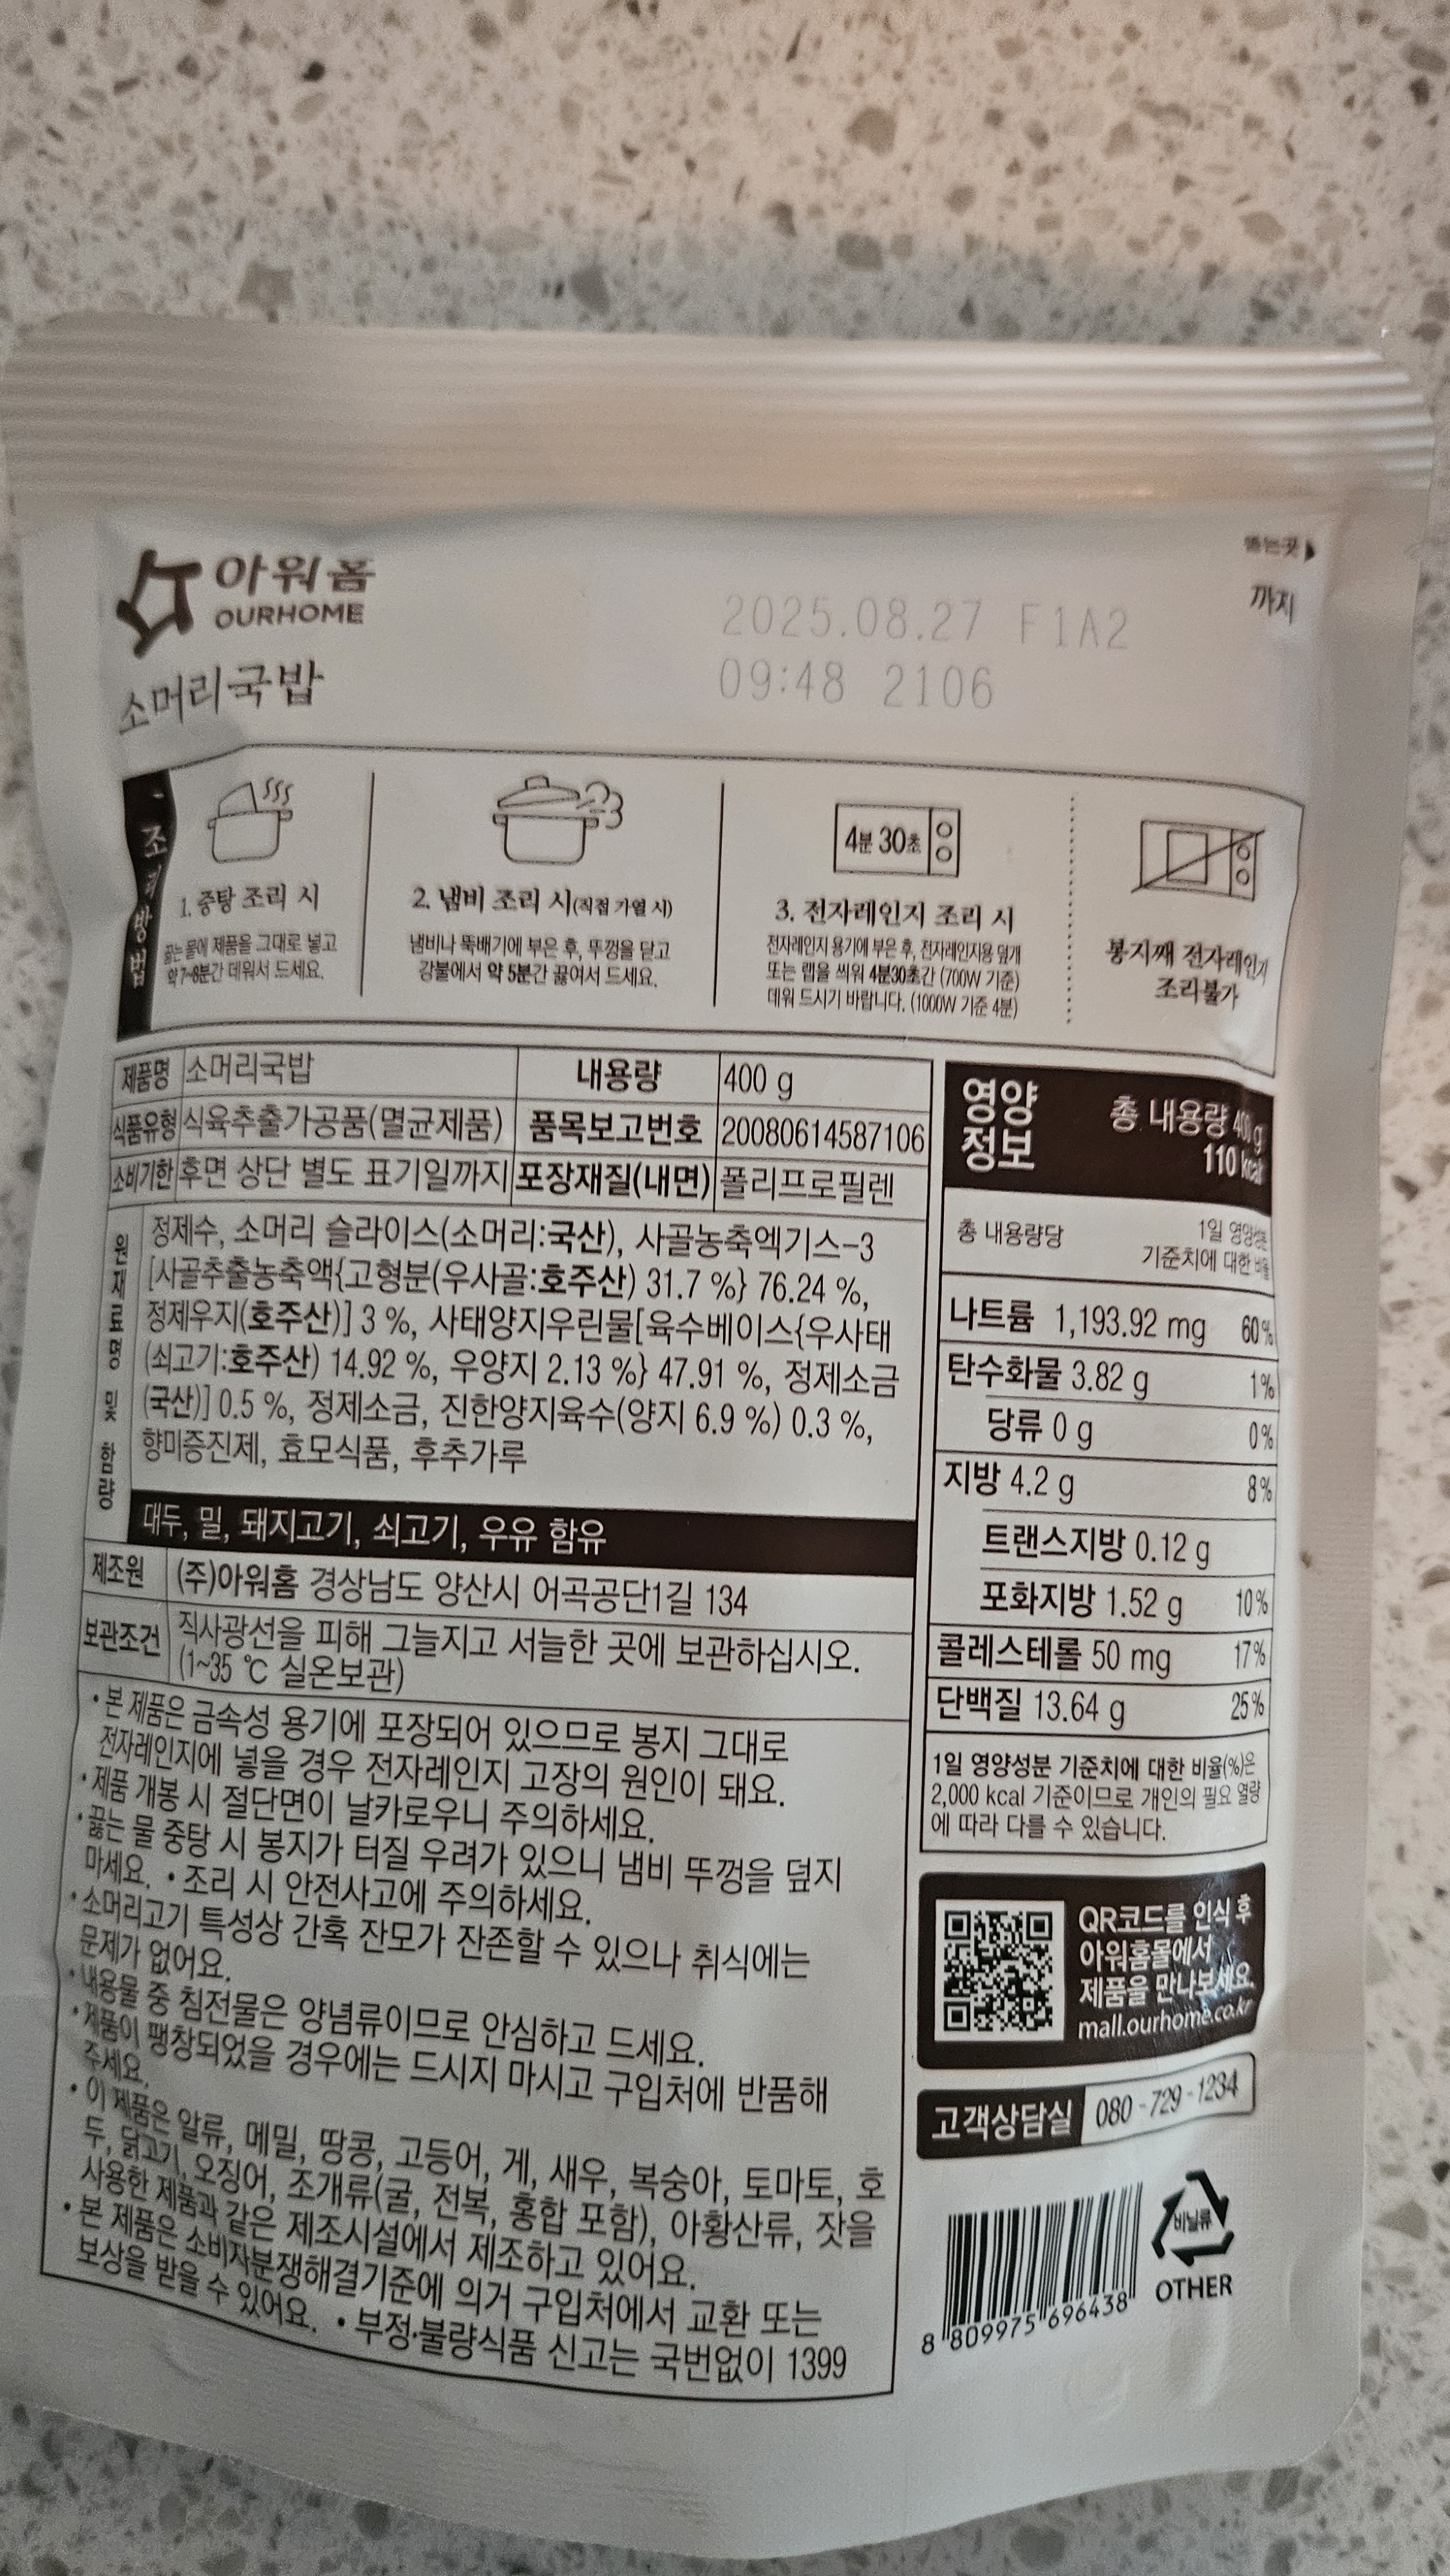 아워홈
OURHOME
소머리국밥
2025.08.27 F1A2
09:48 2106
뜯는곳
까지
조리방법
1. 중탕 조리 시
끓는 물에 제품을 그대로 넣고
약 7~8분간 데워서 드세요.
2. 냄비 조리 시(직접 가열 시)
냄비나 뚝배기에 부은 후, 뚜껑을 닫고
강불에서 약 5분간 끓여서 드세요.
4분 30초
3. 전자레인지 조리 시
전자레인지 용기에 부은 후, 전자레인지용 덮개
또는 랩을 씌워 4분30초간 (700W 기준)
데워 드시기 바랍니다. (1000W 기준 4분)
봉지째 전자레인지
조리불가
제품명 소머리국밥 내용량 400 g
식품유형 식육추출가공품(멸균제품) 품목보고번호 20080614587106
소비기한 후면 상단 별도 표기일까지 포장재질(내면) 폴리프로필렌
원재료명 및 함량
정제수, 소머리 슬라이스(소머리:국산), 사골농축엑기스-3
[사골추출농축액{고형분(우사골:호주산) 31.7 %} 76.24 %,
정제우지(호주산)] 3 %, 사태양지우린물[육수베이스{우사태
(쇠고기:호주산) 14.92 %, 우양지 2.13 %} 47.91 %, 정제소금
(국산)] 0.5 %, 정제소금, 진한양지육수(양지 6.9 %) 0.3 %,
향미증진제, 효모식품, 후추가루
대두, 밀, 돼지고기, 쇠고기, 우유 함유
제조원 (주)아워홈 경상남도 양산시 어곡공단1길 134
보관조건 직사광선을 피해 그늘지고 서늘한 곳에 보관하십시오.
(1~35 ℃ 실온보관)
• 본 제품은 금속성 용기에 포장되어 있으므로 봉지 그대로
전자레인지에 넣을 경우 전자레인지 고장의 원인이 돼요.
• 제품 개봉 시 절단면이 날카로우니 주의하세요.
• 끓는 물 중탕 시 봉지가 터질 우려가 있으니 냄비 뚜껑을 덮지
마세요. • 조리 시 안전사고에 주의하세요.
• 소머리고기 특성상 간혹 잔모가 잔존할 수 있으나 취식에는
문제가 없어요.
• 내용물 중 침전물은 양념류이므로 안심하고 드세요.
• 제품이 팽창되었을 경우에는 드시지 마시고 구입처에 반품해
주세요.
• 이 제품은 알류, 메밀, 땅콩, 고등어, 게, 새우, 복숭아, 토마토, 호
두, 닭고기, 오징어, 조개류(굴, 전복, 홍합 포함), 아황산류, 잣을
사용한 제품과 같은 제조시설에서 제조하고 있어요.
• 본 제품은 소비자분쟁해결기준에 의거 구입처에서 교환 또는
보상을 받을 수 있어요. • 부정·불량식품 신고는 국번없이 1399
영양
정보
총 내용량 400 g
110 kcal
총 내용량당
1일 영양성분
기준치에 대한 비율
나트륨 1,193.92 mg 60 %
탄수화물 3.82 g 1 %
당류 0 g 0 %
지방 4.2 g 8 %
트랜스지방 0.12 g
포화지방 1.52 g 10 %
콜레스테롤 50 mg 17 %
단백질 13.64 g 25 %
1일 영양성분 기준치에 대한 비율(%)은
2,000 kcal 기준이므로 개인의 필요 열량
에 따라 다를 수 있습니다.
QR코드를 인식 후
아워홈몰에서
제품을 만나보세요.
mall.ourhome.co.kr
고객상담실 080-729-1234
비닐류
OTHER
8 809975 696438